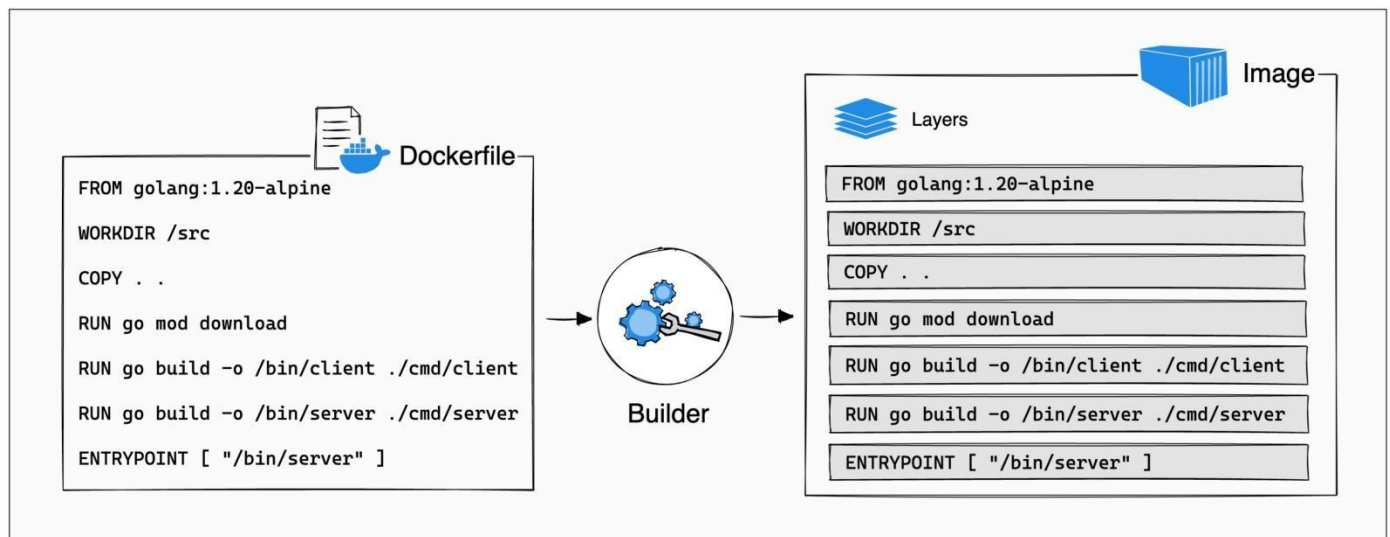 Dockerfile
FROM golang:1.20-alpine
WORKDIR /src
COPY . .
RUN go mod download
RUN go build -o /bin/client ./cmd/client
RUN go build -o /bin/server ./cmd/server
ENTRYPOINT [ "/bin/server" ]
Builder
Image
Layers
FROM golang:1.20-alpine
WORKDIR /src
COPY . .
RUN go mod download
RUN go build -o /bin/client ./cmd/client
RUN go build -o /bin/server ./cmd/server
ENTRYPOINT [ "/bin/server" ]